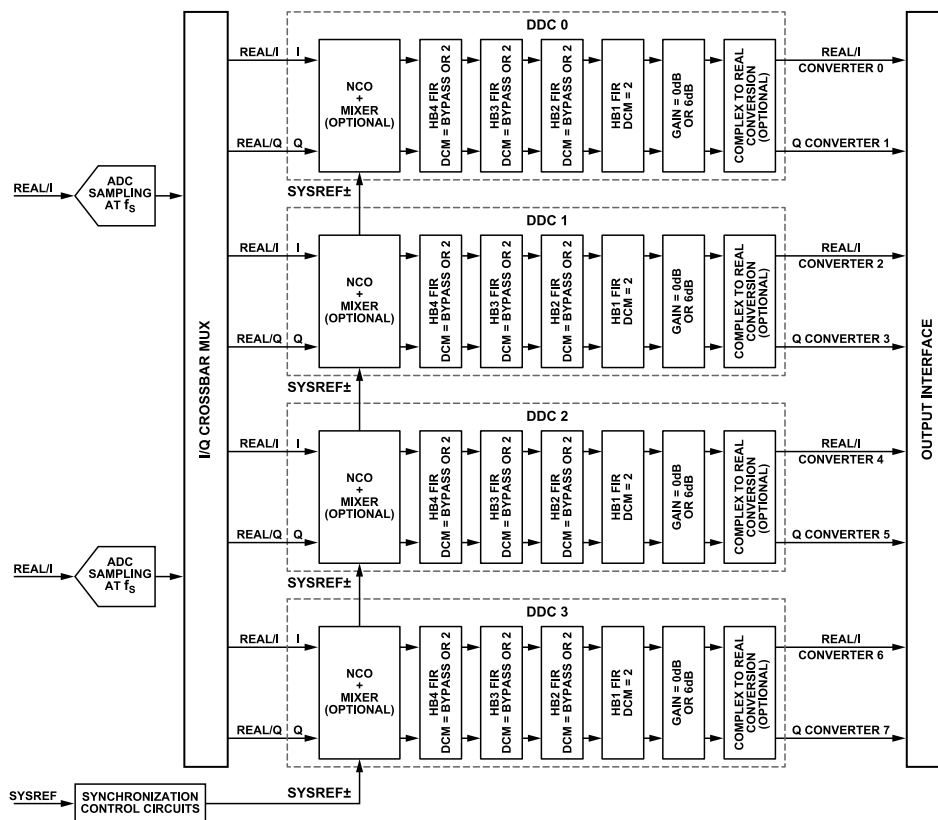 DDC 0
REAL/I
I
REAL/Q
Q
NCO
+
MIXER
(OPTIONAL)
HB4 FIR
DCM = BYPASS OR 2
HB3 FIR
DCM = BYPASS OR 2
HB2 FIR
DCM = BYPASS OR 2
HB1 FIR
DCM = 2
GAIN = 0dB
OR 6dB
COMPLEX TO REAL
CONVERSION
(OPTIONAL)
REAL/I
CONVERTER 0
Q CONVERTER 1
SYSREF±
REAL/I
ADC
SAMPLING
AT fS
I/Q CROSSBAR MUX
OUTPUT INTERFACE
DDC 1
REAL/I
I
REAL/Q
Q
NCO
+
MIXER
(OPTIONAL)
HB4 FIR
DCM = BYPASS OR 2
HB3 FIR
DCM = BYPASS OR 2
HB2 FIR
DCM = BYPASS OR 2
HB1 FIR
DCM = 2
GAIN = 0dB
OR 6dB
COMPLEX TO REAL
CONVERSION
(OPTIONAL)
REAL/I
CONVERTER 2
Q CONVERTER 3
SYSREF±
DDC 2
REAL/I
I
REAL/Q
Q
NCO
+
MIXER
(OPTIONAL)
HB4 FIR
DCM = BYPASS OR 2
HB3 FIR
DCM = BYPASS OR 2
HB2 FIR
DCM = BYPASS OR 2
HB1 FIR
DCM = 2
GAIN = 0dB
OR 6dB
COMPLEX TO REAL
CONVERSION
(OPTIONAL)
REAL/I
CONVERTER 4
Q CONVERTER 5
SYSREF±
REAL/I
ADC
SAMPLING
AT fS
DDC 3
REAL/I
I
REAL/Q
Q
NCO
+
MIXER
(OPTIONAL)
HB4 FIR
DCM = BYPASS OR 2
HB3 FIR
DCM = BYPASS OR 2
HB2 FIR
DCM = BYPASS OR 2
HB1 FIR
DCM = 2
GAIN = 0dB
OR 6dB
COMPLEX TO REAL
CONVERSION
(OPTIONAL)
REAL/I
CONVERTER 6
Q CONVERTER 7
SYSREF
SYNCHRONIZATION
CONTROL CIRCUITS
SYSREF±